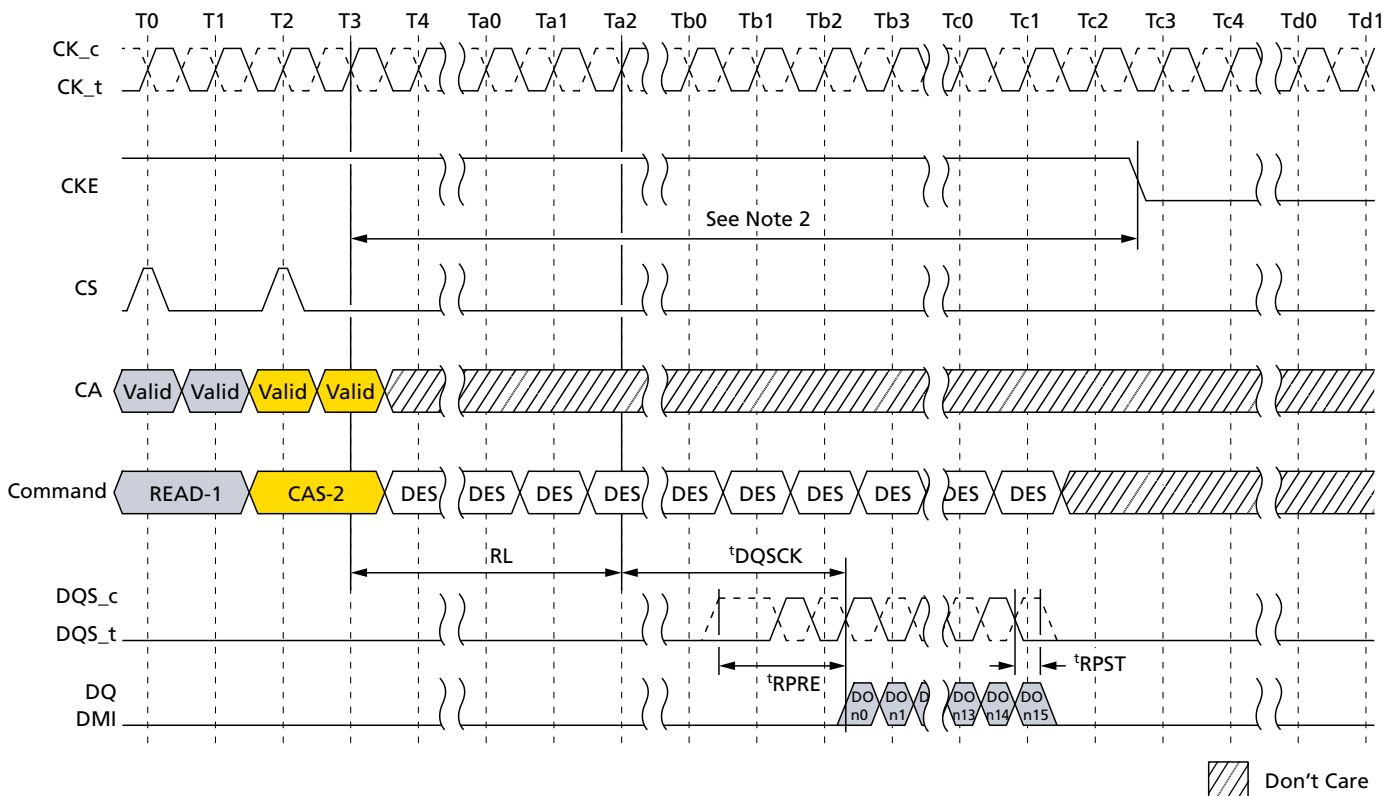 T0 T1 T2 T3 T4 Ta0 Ta1 Ta2 Tb0 Tb1 Tb2 Tb3 Tc0 Tc1 Tc2 Tc3 Tc4 Td0 Td1
CK_c
CK_t
CKE
See Note 2
CS
CA Valid Valid Valid Valid
Command READ-1 CAS-2 DES DES DES DES DES DES DES DES DES DES
RL tDQSCK
DQS_c
DQS_t
tRPRE tRPST
DQ
DMI
DO n0 DO n1 D DO n13 DO n14 DO n15
Don't Care